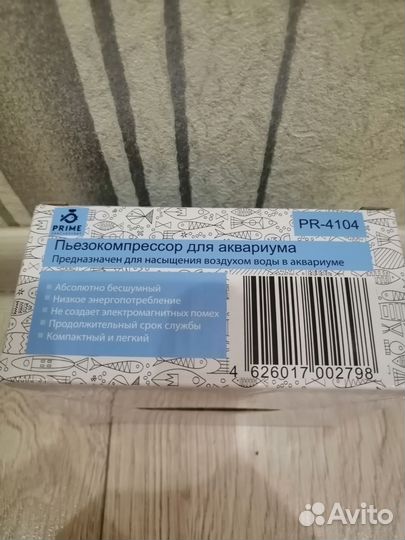 PRIME
PR-4104
Пьезокомпрессор для аквариума
Предназначен для насыщения воздухом воды в аквариуме
Абсолютно бесшумный
Низкое энергопотребление
Не создает электромагнитных помех
Продолжительный срок службы
Компактный и легкий
4 626017 002798
Avito